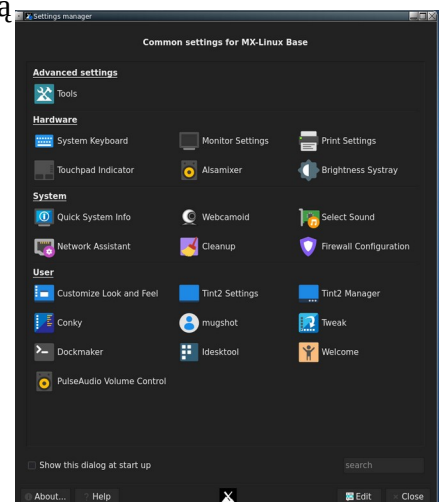 ą
Settings manager
Common settings for MX-Linux Base
Advanced settings
Tools
Hardware
System Keyboard Monitor Settings Print Settings
Touchpad Indicator Alsamixer Brightness Systray
System
Quick System Info Webcamoid Select Sound
Network Assistant Cleanup Firewall Configuration
User
Customize Look and Feel Tint2 Settings Tint2 Manager
Conky mugshot Tweak
Dockmaker Idesktool Welcome
PulseAudio Volume Control
Show this dialog at start up search
About... Help Edit Close